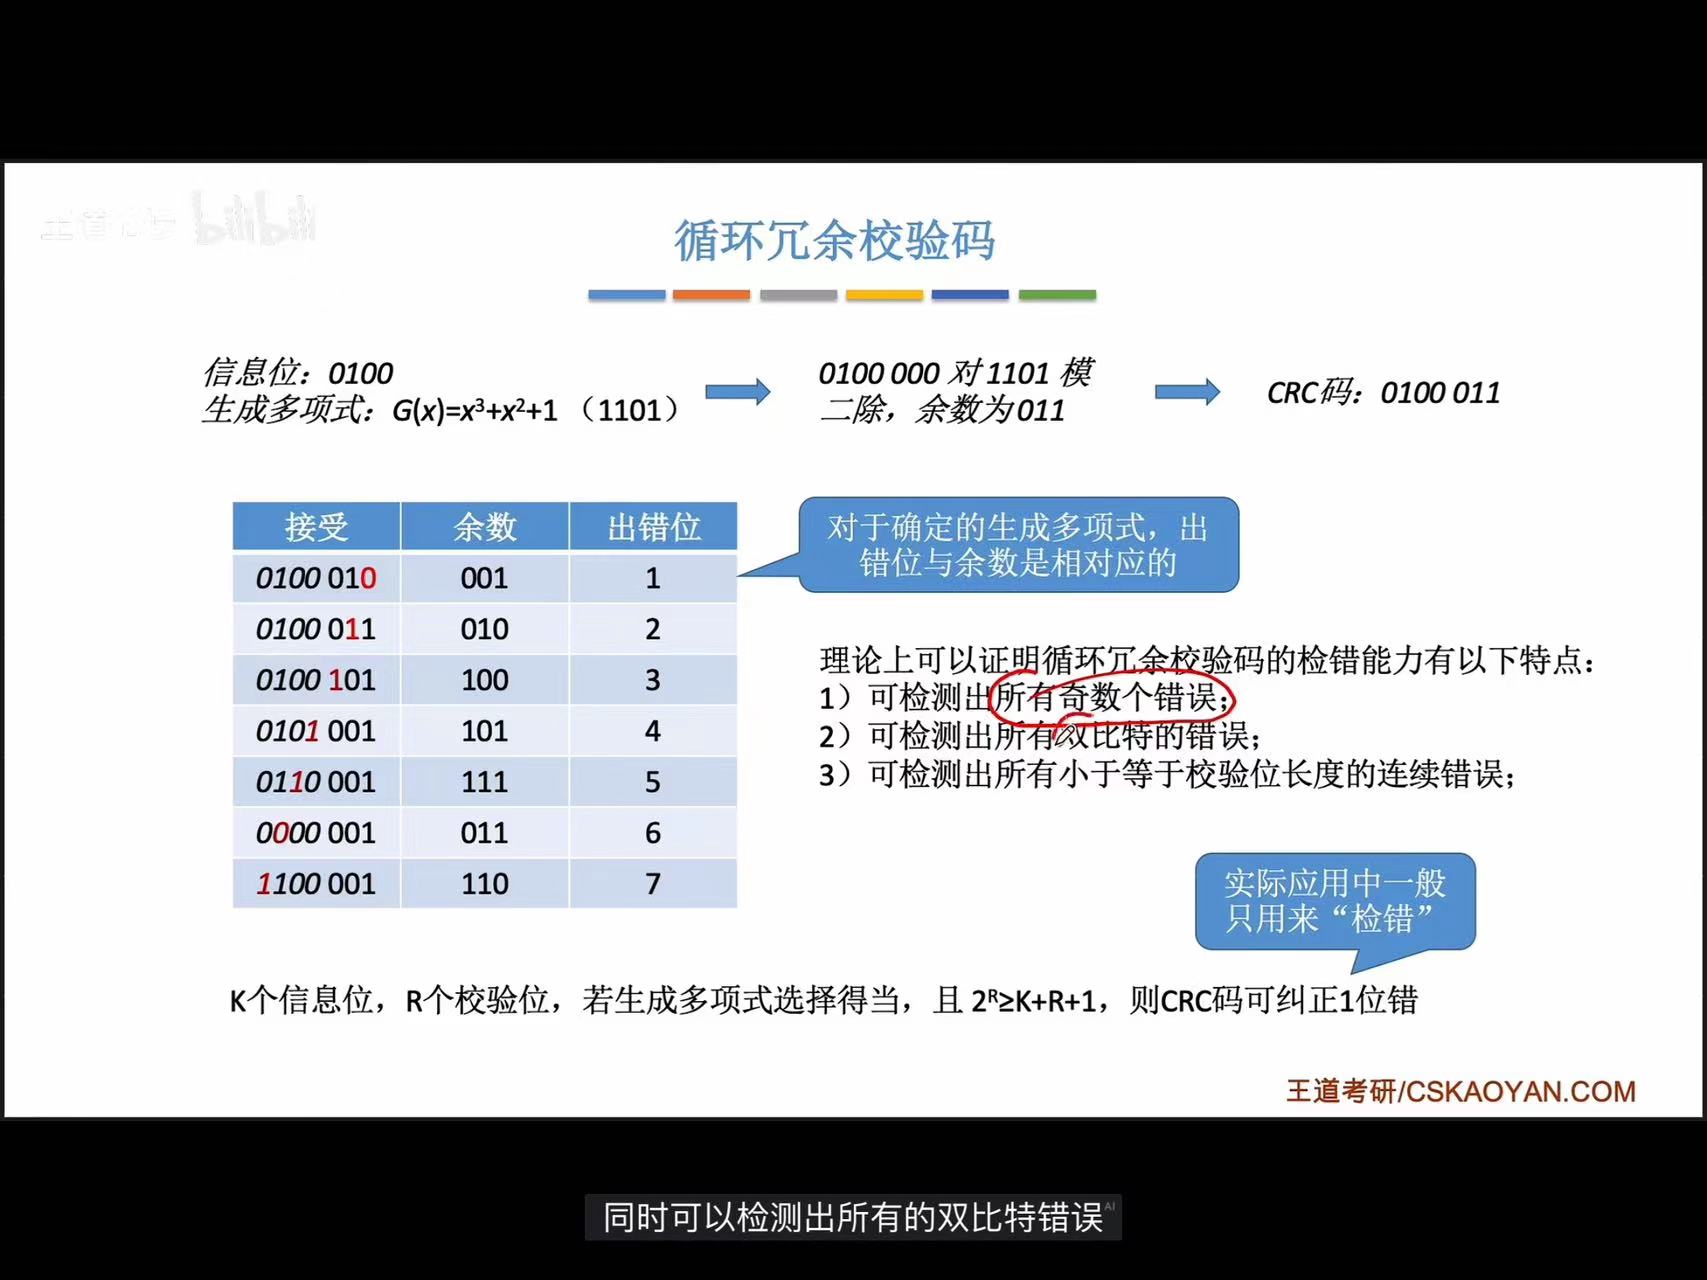 bilibili
循环冗余校验码
信息位：0100
生成多项式：G(x)=x³+x²+1 （1101）
0100 000 对 1101 模
二除，余数为 011
CRC码：0100 011
接受 余数 出错位
0100 010 001 1
0100 011 010 2
0100 101 100 3
0101 001 101 4
0110 001 111 5
0000 001 011 6
1100 001 110 7
对于确定的生成多项式，出
错位与余数是相对应的
理论上可以证明循环冗余校验码的检错能力有以下特点：
1）可检测出所有奇数个错误；
2）可检测出所有双比特的错误；
3）可检测出所有小于等于校验位长度的连续错误；
实际应用中一般
只用来“检错”
K个信息位，R个校验位，若生成多项式选择得当，且 2ᴿ≥K+R+1，则CRC码可纠正1位错
王道考研/CSKAOYAN.COM
同时可以检测出所有的双比特错误
AI